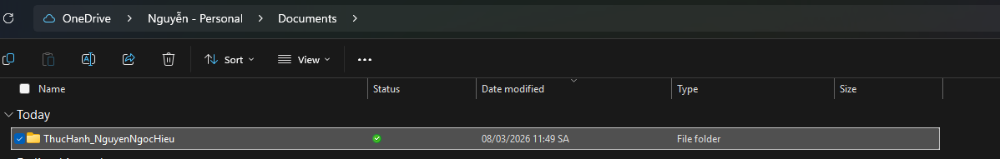 OneDrive > Nguyễn - Personal > Documents >
Sort View ...
Name Status Date modified Type Size
Today
ThucHanh_NguyenNgocHieu 08/03/2026 11:49 SA File folder